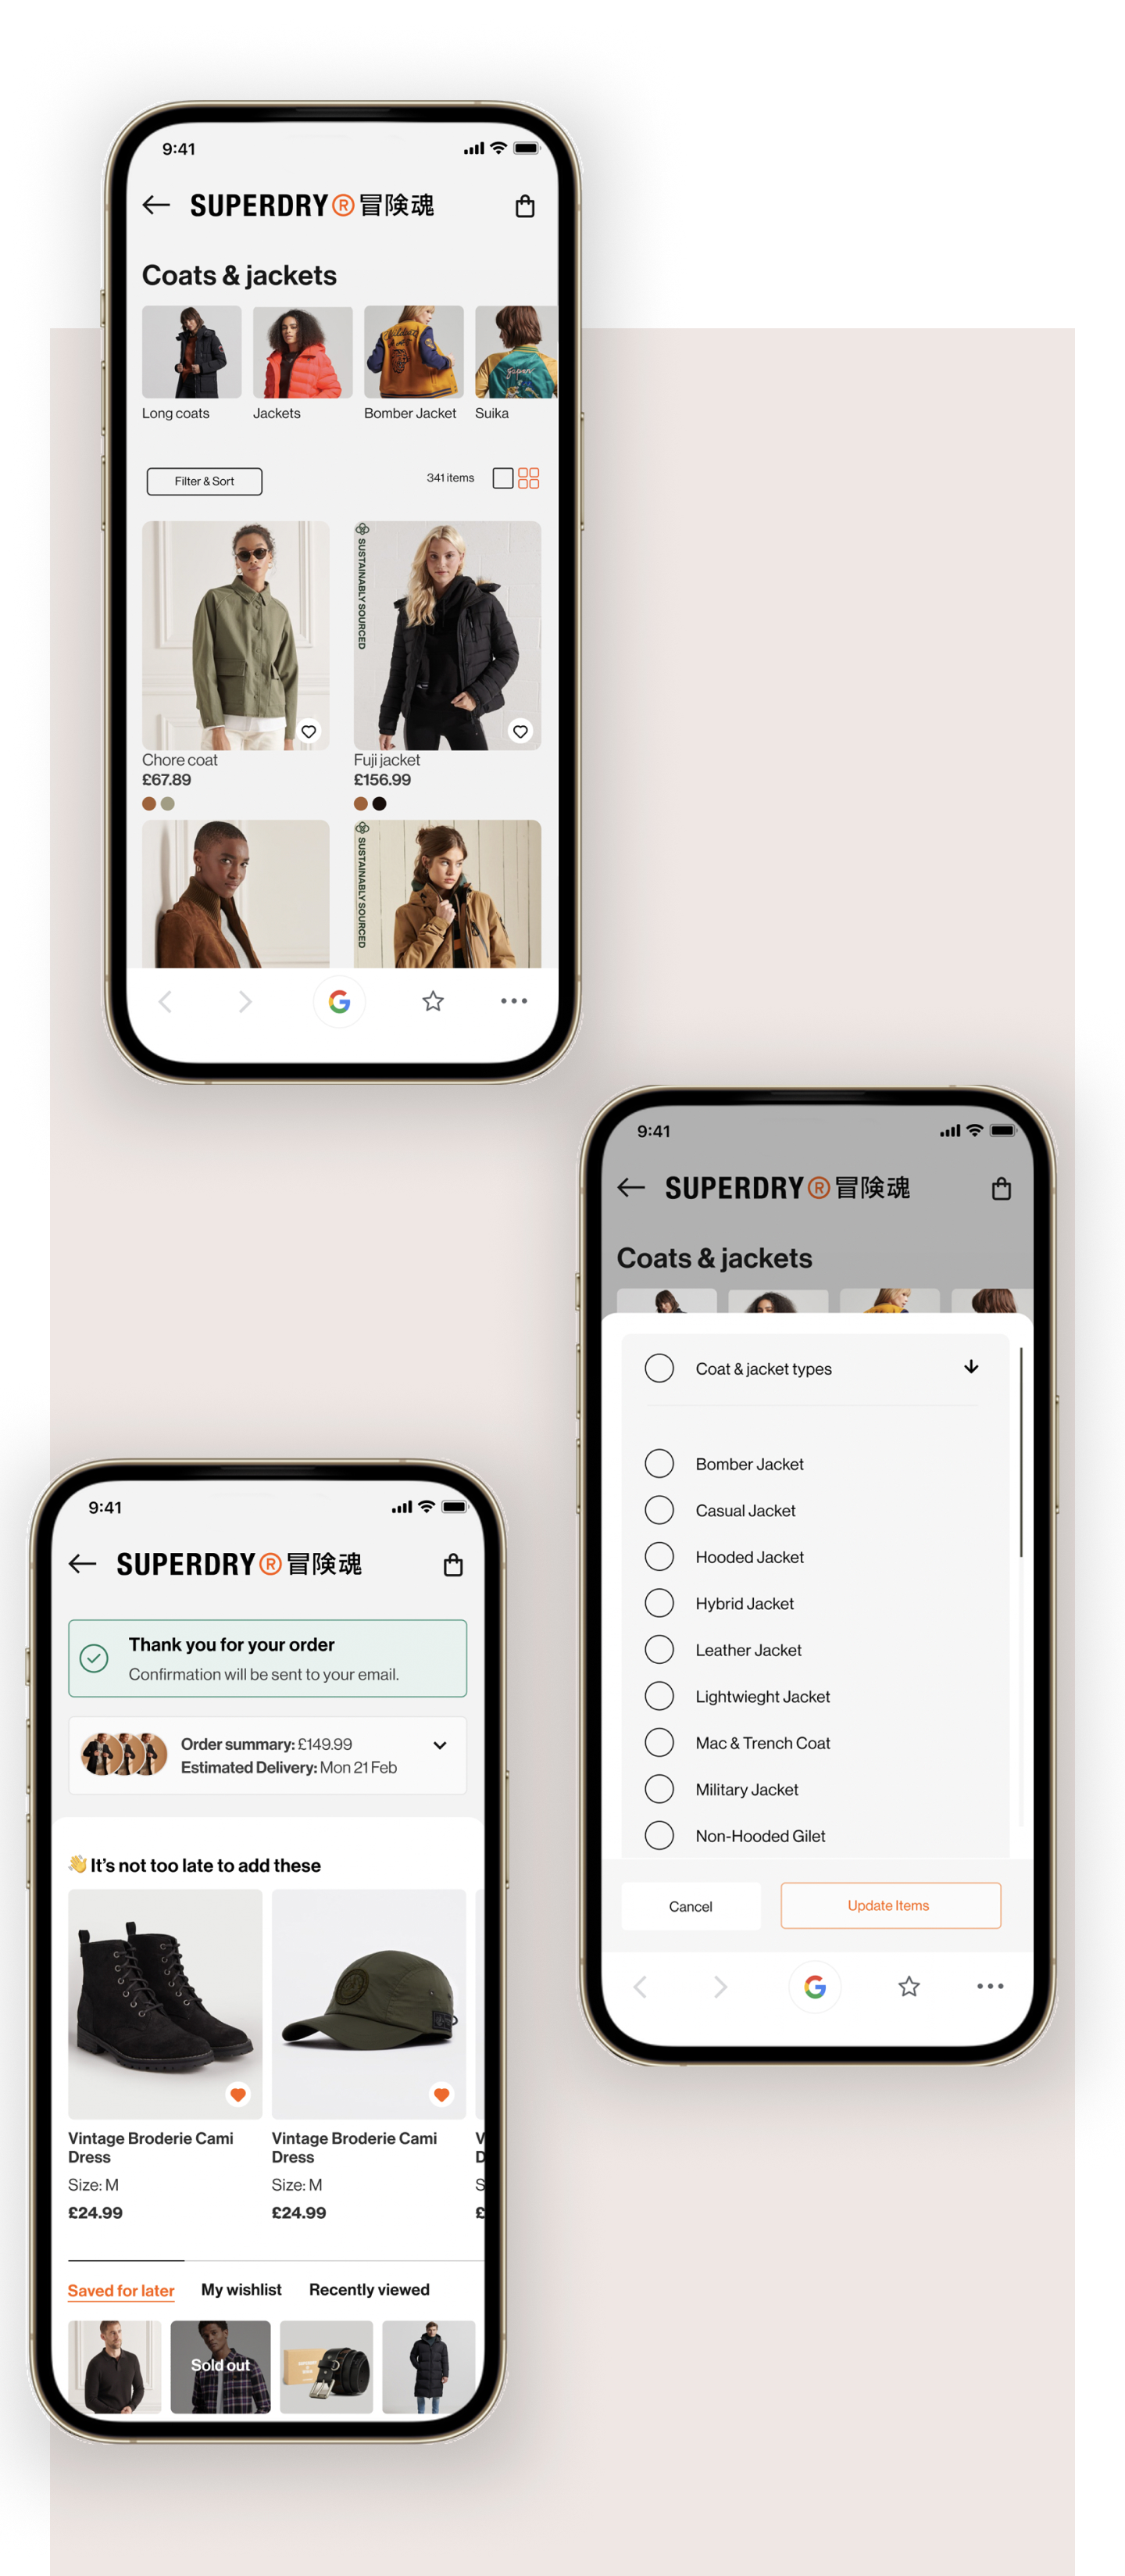 9:41
SUPERDRY®冒険魂
Coats & jackets
Long coats
Jackets
Bomber Jacket
Suika
Filter & Sort
341 items
SUSTAINABLY SOURCED
Chore coat
£67.89
Fuji jacket
£156.99
SUSTAINABLY SOURCED
G
9:41
SUPERDRY®冒険魂
Coats & jackets
Coat & jacket types
Bomber Jacket
Casual Jacket
Hooded Jacket
Hybrid Jacket
Leather Jacket
Lightwieght Jacket
Mac & Trench Coat
Military Jacket
Non-Hooded Gilet
Cancel
Update Items
G
9:41
SUPERDRY®冒険魂
Thank you for your order
Confirmation will be sent to your email.
Order summary: £149.99
Estimated Delivery: Mon 21 Feb
👋 It's not too late to add these
Vintage Broderie Cami
Dress
Size: M
£24.99
Vintage Broderie Cami
Dress
Size: M
£24.99
V
D
S
£
Saved for later
My wishlist
Recently viewed
Sold out